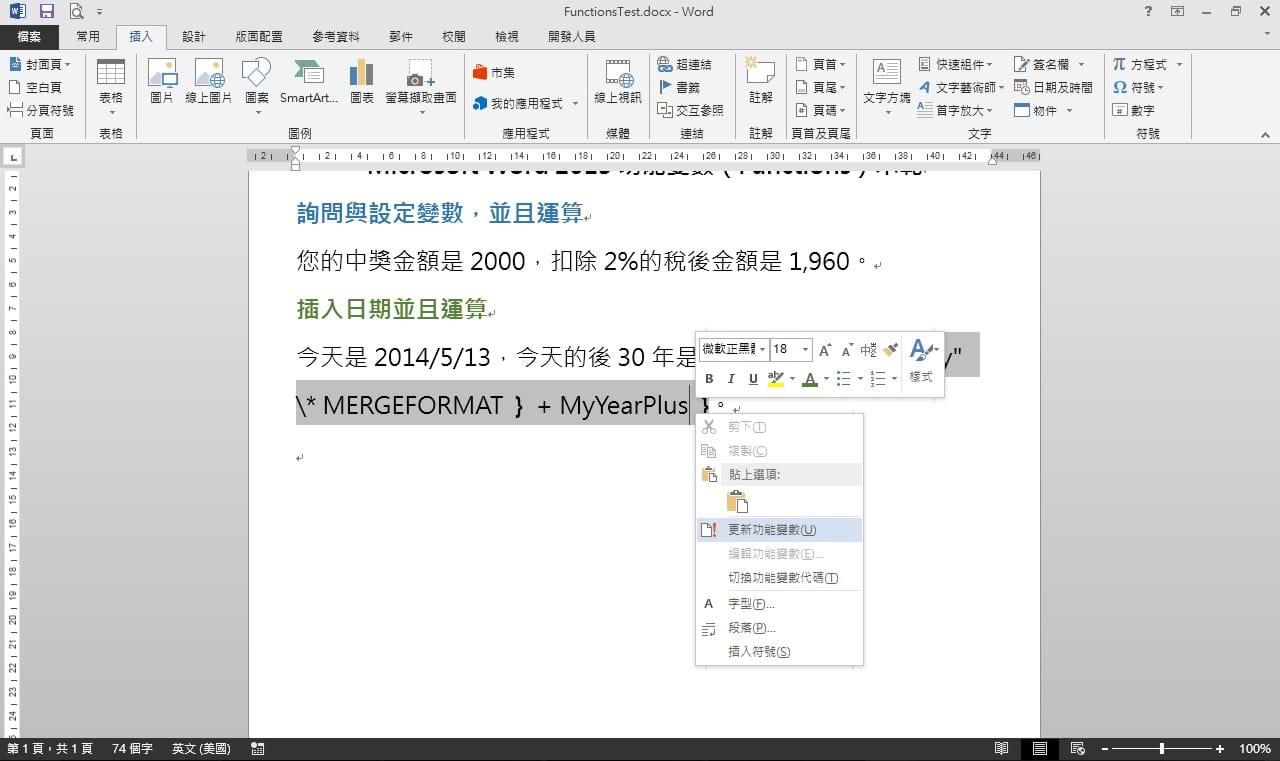 FunctionsTest.docx - Word
檔案 常用 插入 設計 版面配置 參考資料 郵件 校閱 檢視 開發人員
封面頁
空白頁
分頁符號
頁面
表格
表格
圖片 線上圖片 圖案 SmartArt... 圖表 螢幕擷取畫面
圖例
市集
我的應用程式
應用程式
線上視訊
媒體
超連結
書籤
交互參照
連結
註解
註解
頁首
頁尾
頁碼
頁首及頁尾
文字方塊
快速組件
文字藝術師
首字放大
簽名欄
日期及時間
物件
文字
方程式
符號
數字
符號
2 2 4 6 8 10 12 14 16 18 20 22 24 26 28 30 32 34 36 38 40 42 44 46
詢問與設定變數，並且運算
您的中獎金額是 2000，扣除 2%的稅後金額是 1,960。
插入日期並且運算
今天是 2014/5/13，今天的後 30 年是 y"
\* MERGEFORMAT } + MyYearPlus }。
微軟正黑 18
B I U 樣式
剪下(T)
複製(C)
貼上選項:
更新功能變數(U)
編輯功能變數(E)...
切換功能變數代碼(T)
字型(F)...
段落(P)...
插入符號(S)
第 1 頁，共 1 頁 74 個字 英文 (美國) 100%